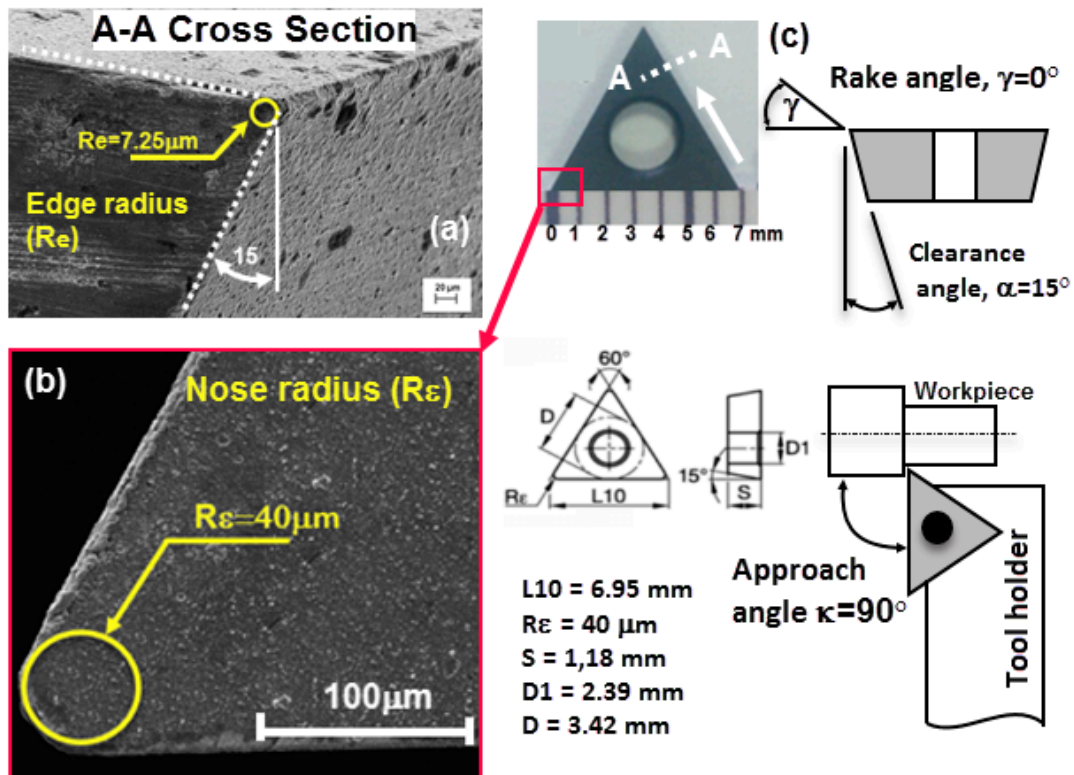 A-A Cross Section
Re=7.25µm
Edge radius
(Re)
15
(a)
20 µm
A
A
0 1 2 3 4 5 6 7 mm
(c)
Rake angle, γ=0°
γ
Clearance
angle, α=15°
(b)
Nose radius (Rε)
Rε=40µm
100µm
60°
D
Rε
L10
15°
S
D1
L10 = 6.95 mm
Rε = 40 µm
S = 1,18 mm
D1 = 2.39 mm
D = 3.42 mm
Workpiece
Approach
angle κ=90°
Tool holder